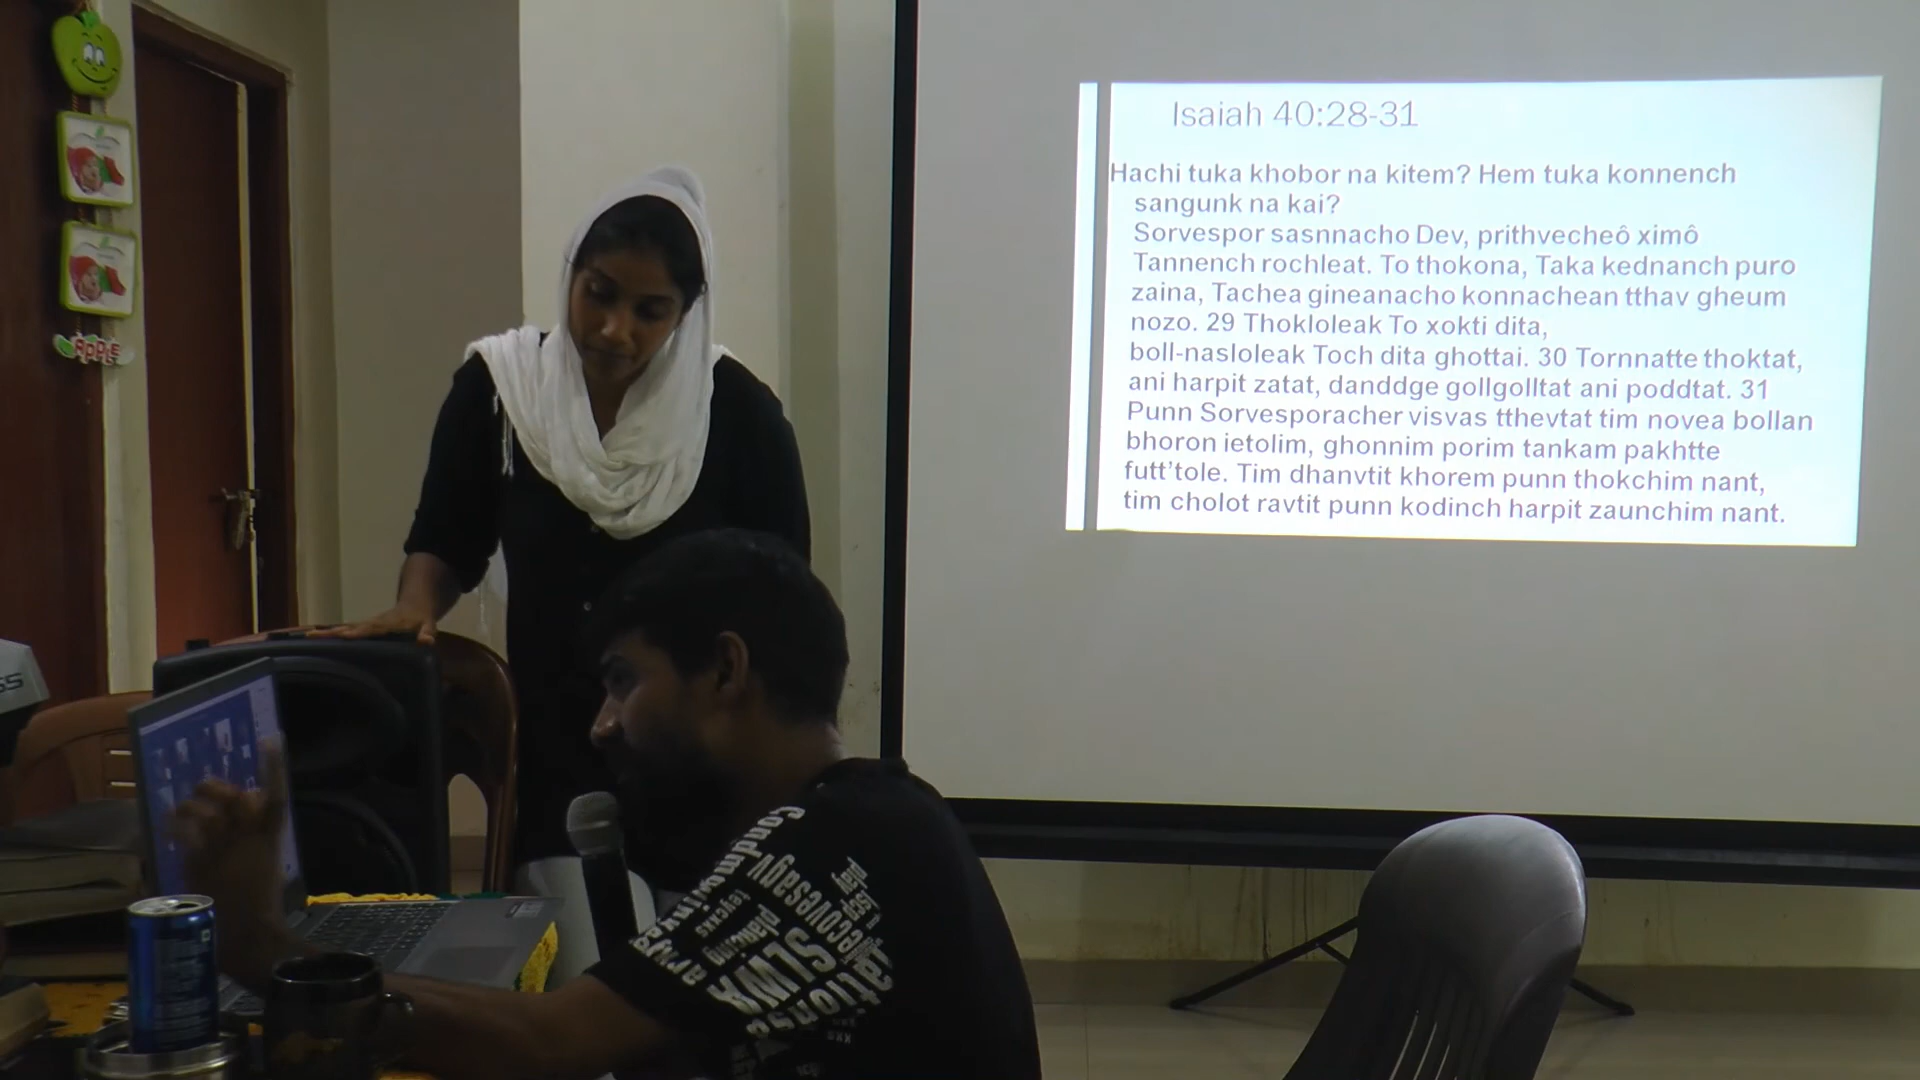 Isaiah 40:28-31
Hachi tuka khobor na kitem? Hem tuka konnench
sangunk na kai?
Sorvespor sasnnacho Dev, prithvecheô ximô
Tannench rochleat. To thokona, Taka kednanch puro
zaina, Tachea gineanacho konnachean tthav gheum
nozo. 29 Thokloleak To xokti dita,
boll-nasloleak Toch dita ghottai. 30 Tornnatte thoktat,
ani harpit zatat, danddge gollgolltat ani poddtat. 31
Punn Sorvesporacher visvas tthevtat tim novea bollan
bhoron ietolim, ghonnim porim tankam pakhtte
futt'tole. Tim dhanvtit khorem punn thokchim nant,
tim cholot ravtit punn kodinch harpit zaunchim nant.
APPLE
SLWA